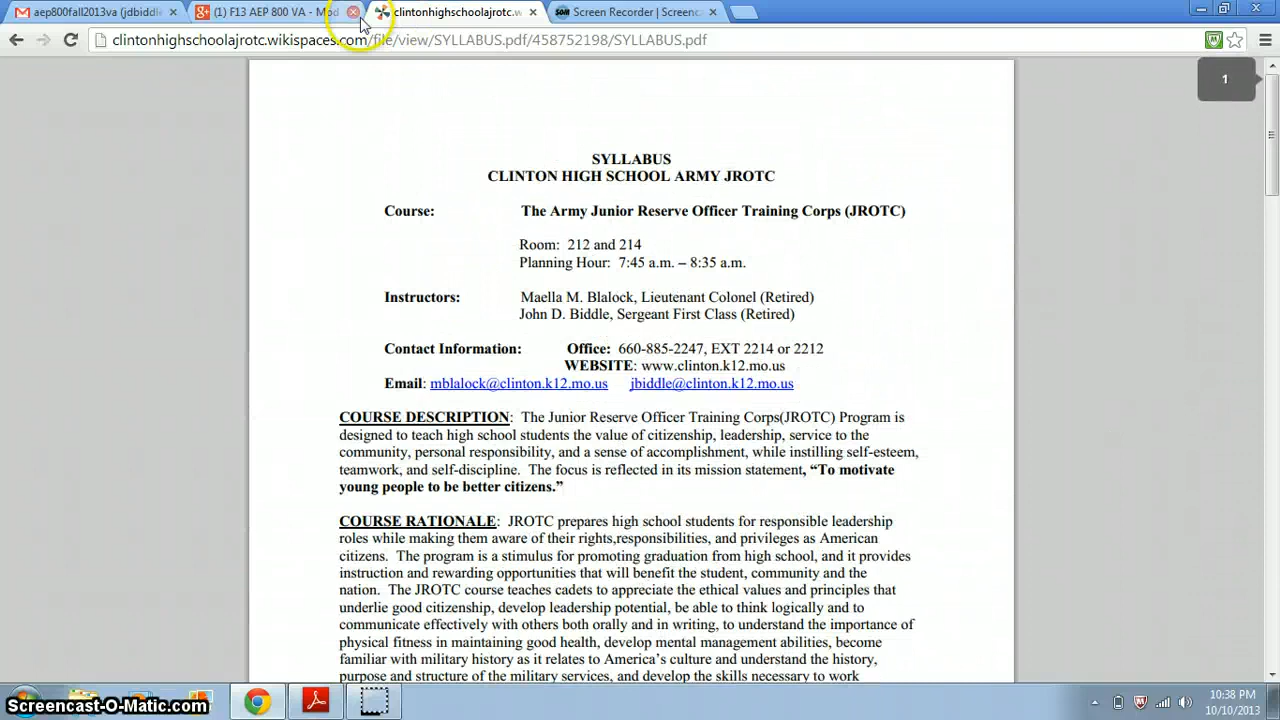 aep800fall2013va (jdbiddle
(1) F13 AEP 800 VA - Mod
clintonhighschoolajrotc.w
Screen Recorder | Screenc
clintonhighschoolajrotc.wikispaces.com/file/view/SYLLABUS.pdf/458752198/SYLLABUS.pdf
1
SYLLABUS
CLINTON HIGH SCHOOL ARMY JROTC
Course: The Army Junior Reserve Officer Training Corps (JROTC)
Room: 212 and 214
Planning Hour: 7:45 a.m. – 8:35 a.m.
Instructors: Maella M. Blalock, Lieutenant Colonel (Retired)
John D. Biddle, Sergeant First Class (Retired)
Contact Information: Office: 660-885-2247, EXT 2214 or 2212
WEBSITE: www.clinton.k12.mo.us
Email: mblalock@clinton.k12.mo.us jbiddle@clinton.k12.mo.us
COURSE DESCRIPTION: The Junior Reserve Officer Training Corps(JROTC) Program is
designed to teach high school students the value of citizenship, leadership, service to the
community, personal responsibility, and a sense of accomplishment, while instilling self-esteem,
teamwork, and self-discipline. The focus is reflected in its mission statement, “To motivate
young people to be better citizens.”
COURSE RATIONALE: JROTC prepares high school students for responsible leadership
roles while making them aware of their rights,responsibilities, and privileges as American
citizens. The program is a stimulus for promoting graduation from high school, and it provides
instruction and rewarding opportunities that will benefit the student, community and the
nation. The JROTC course teaches cadets to appreciate the ethical values and principles that
underlie good citizenship, develop leadership potential, be able to think logically and to
communicate effectively with others both orally and in writing, to understand the importance of
physical fitness in maintaining good health, develop mental management abilities, become
familiar with military history as it relates to America’s culture and understand the history,
purpose and structure of the military services, and develop the skills necessary to work
Screencast-O-Matic.com
10:38 PM
10/10/2013